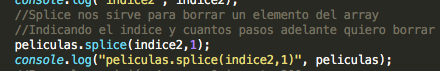 console.log("indice2", indice2);
//Splice nos sirve para borrar un elemento del array
//Indicando el indice y cuantos pasos adelante quiero borrar
peliculas.splice(indice2,1);
console.log("peliculas.splice(indice2,1)", peliculas);